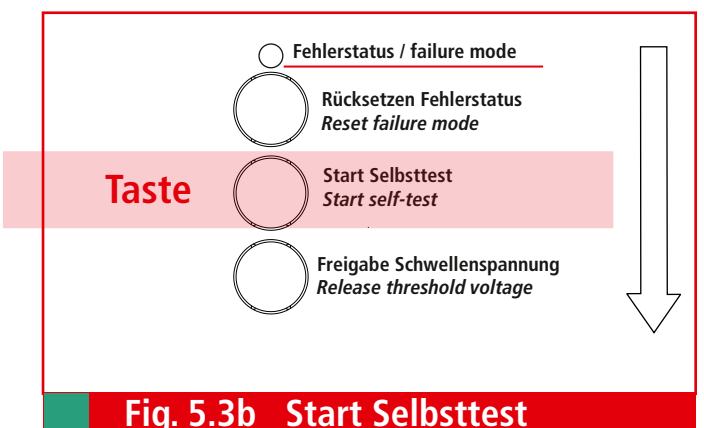 Fehlerstatus / failure mode
Rücksetzen Fehlerstatus
Reset failure mode
Taste
Start Selbsttest
Start self-test
Freigabe Schwellenspannung
Release threshold voltage
Fig. 5.3b Start Selbsttest